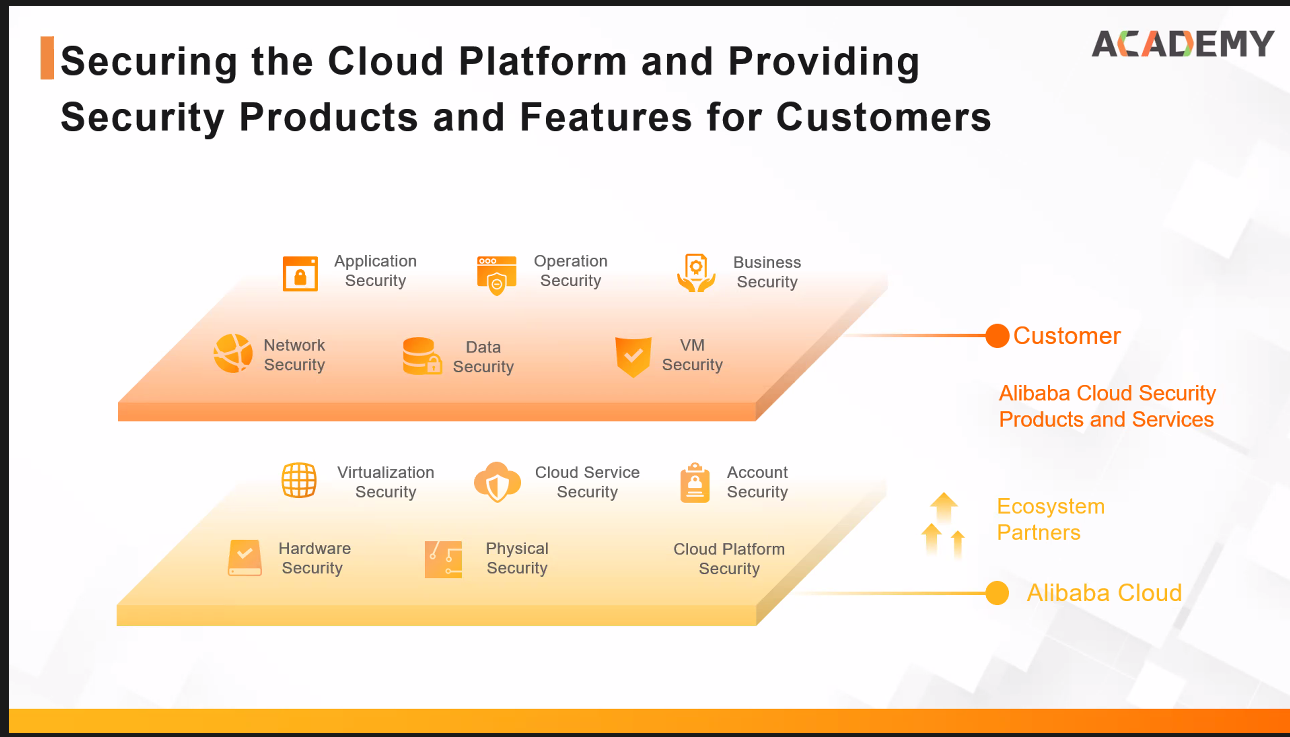 Securing the Cloud Platform and Providing
Security Products and Features for Customers
ACADEMY
Application
Security
Operation
Security
Business
Security
Network
Security
Data
Security
VM
Security
Customer
Alibaba Cloud Security
Products and Services
Virtualization
Security
Cloud Service
Security
Account
Security
Hardware
Security
Physical
Security
Cloud Platform
Security
Ecosystem
Partners
Alibaba Cloud